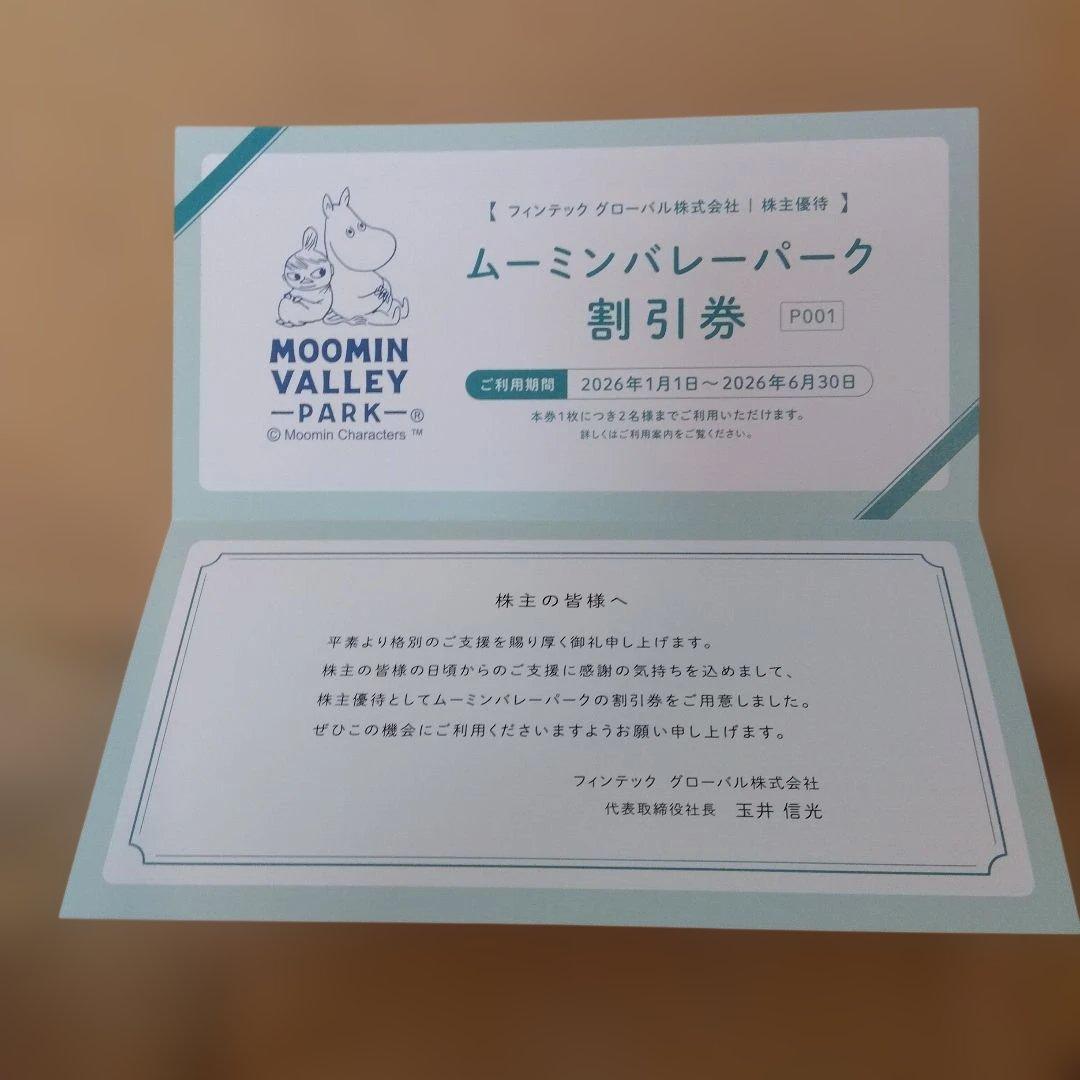 【 フィンテック グローバル株式会社 | 株主優待 】
ムーミンバレーパーク
割引券 P001
ご利用期間 2026年1月1日～2026年6月30日
本券1枚につき2名様までご利用いただけます。
詳しくはご利用案内をご覧ください。
MOOMIN
VALLEY
PARK®
© Moomin Characters ™
株主の皆様へ
平素より格別のご支援を賜り厚く御礼申し上げます。
株主の皆様の日頃からのご支援に感謝の気持ちを込めまして、
株主優待としてムーミンバレーパークの割引券をご用意しました。
ぜひこの機会にご利用くださいますようお願い申し上げます。
フィンテック グローバル株式会社
代表取締役社長 玉井 信光